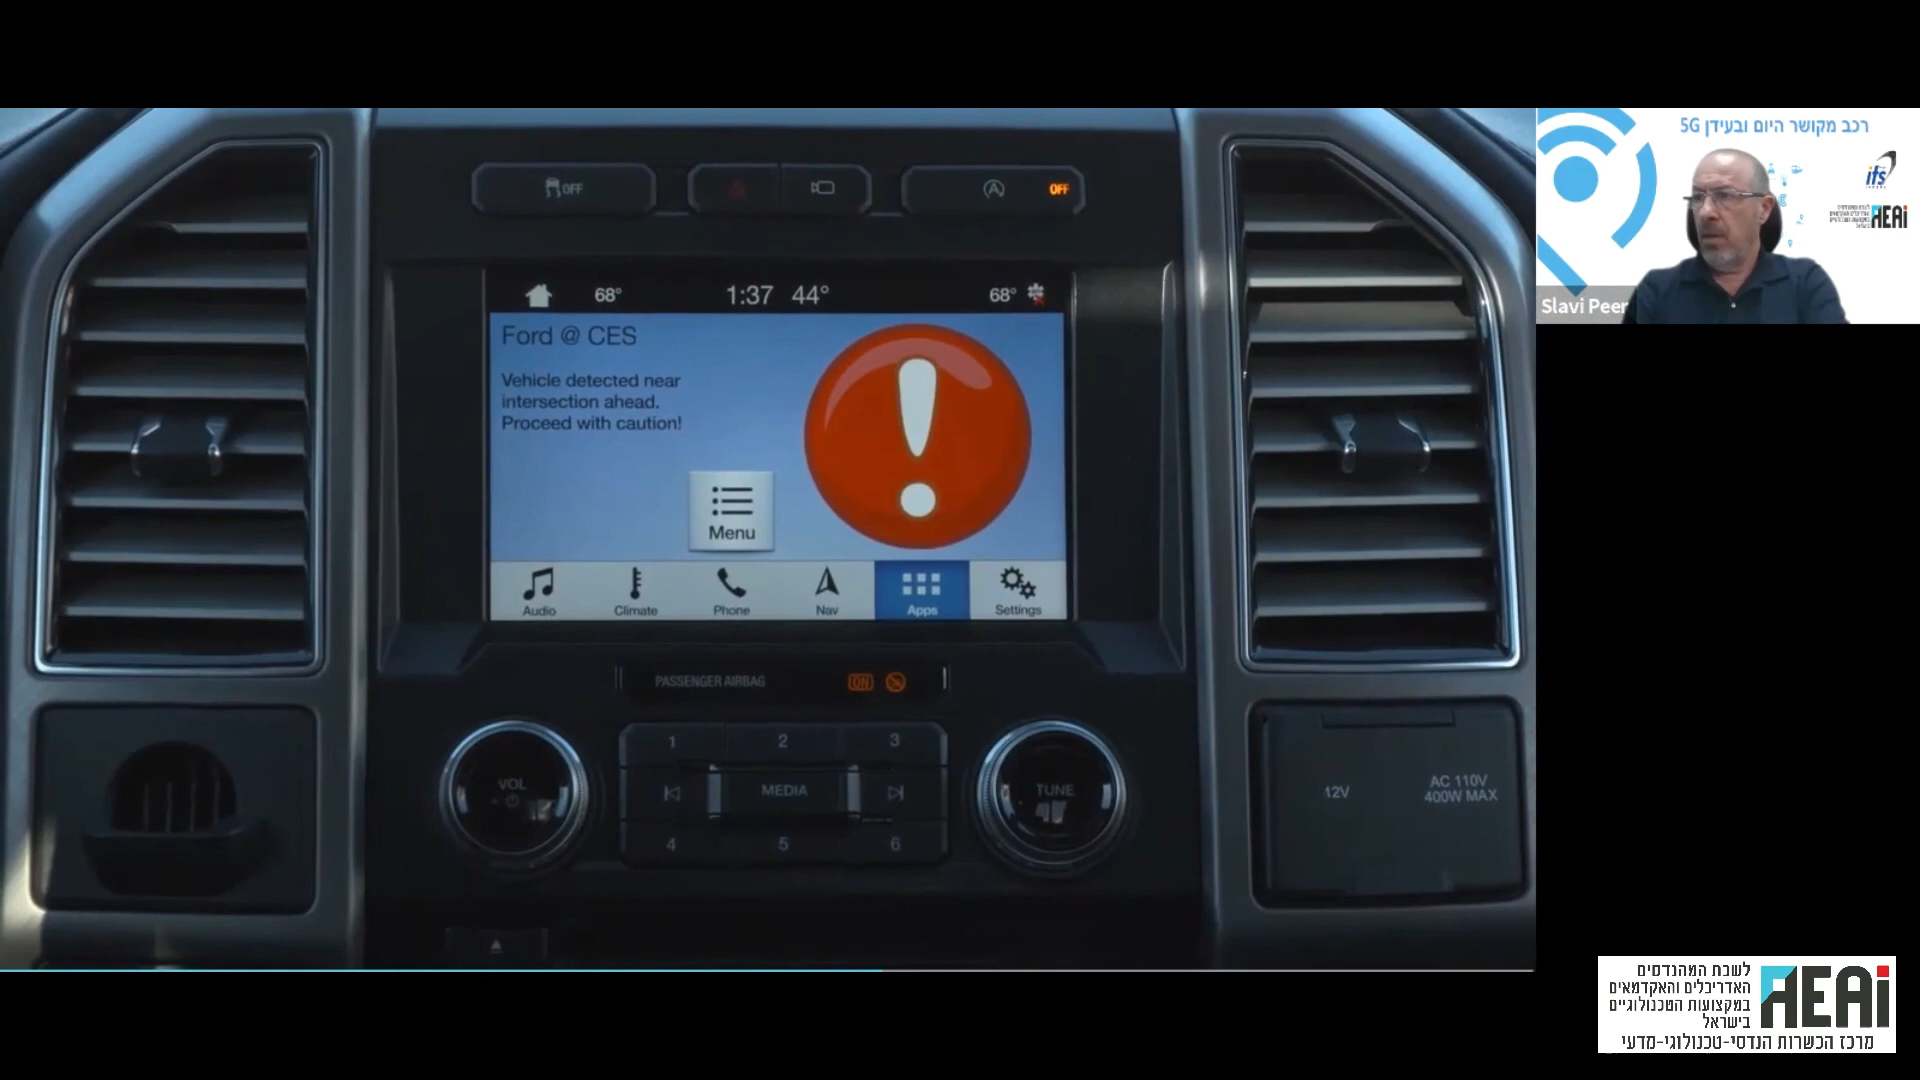 OFF
OFF
68°
1:37 44°
68°
Ford @ CES
Vehicle detected near
intersection ahead.
Proceed with caution!
Menu
Audio
Climate
Phone
Nav
Apps
Settings
PASSENGER AIRBAG
ON
VOL
1
2
3
MEDIA
4
5
6
TUNE
12V
AC 110V
400W MAX
רכב מקושר היום ובעידן 5G
ifs
AEAi
Slavi Peer
לשכת המהנדסים
האדריכלים והאקדמאים
במקצועות הטכנולוגיים
בישראל
AEAi
מרכז הכשרות הנדסי-טכנולוגי-מדעי